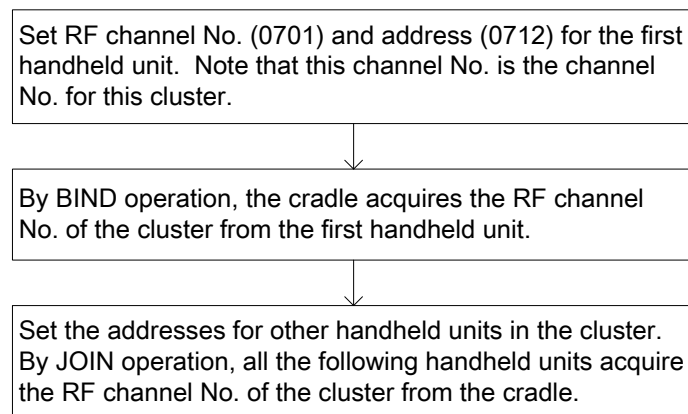 Set RF channel No. (0701) and address (0712) for the first
handheld unit.  Note that this channel No. is the channel
No. for this cluster.
By BIND operation, the cradle acquires the RF channel
No. of the cluster from the first handheld unit.
Set the addresses for other handheld units in the cluster.
By JOIN operation, all the following handheld units acquire
the RF channel No. of the cluster from the cradle.